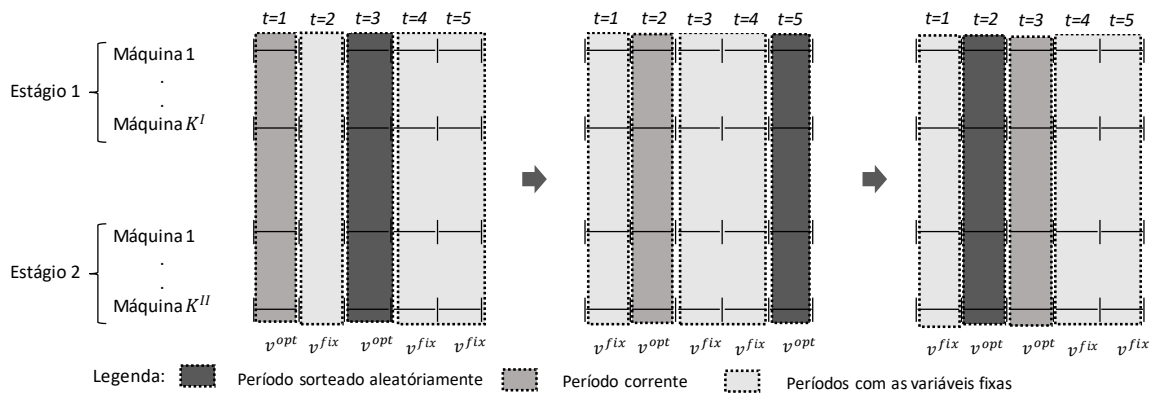 t=1 t=2 t=3 t=4 t=5 t=1 t=2 t=3 t=4 t=5 t=1 t=2 t=3 t=4 t=5
Máquina 1
.
Estágio 1
.
Máquina K^I
Máquina 1
.
Estágio 2
.
Máquina K^II
v^opt v^fix v^opt v^fix v^fix v^fix v^opt v^fix v^fix v^opt v^fix v^opt v^opt v^fix v^fix
Legenda: Período sorteado aleatóriamente Período corrente Períodos com as variáveis fixas